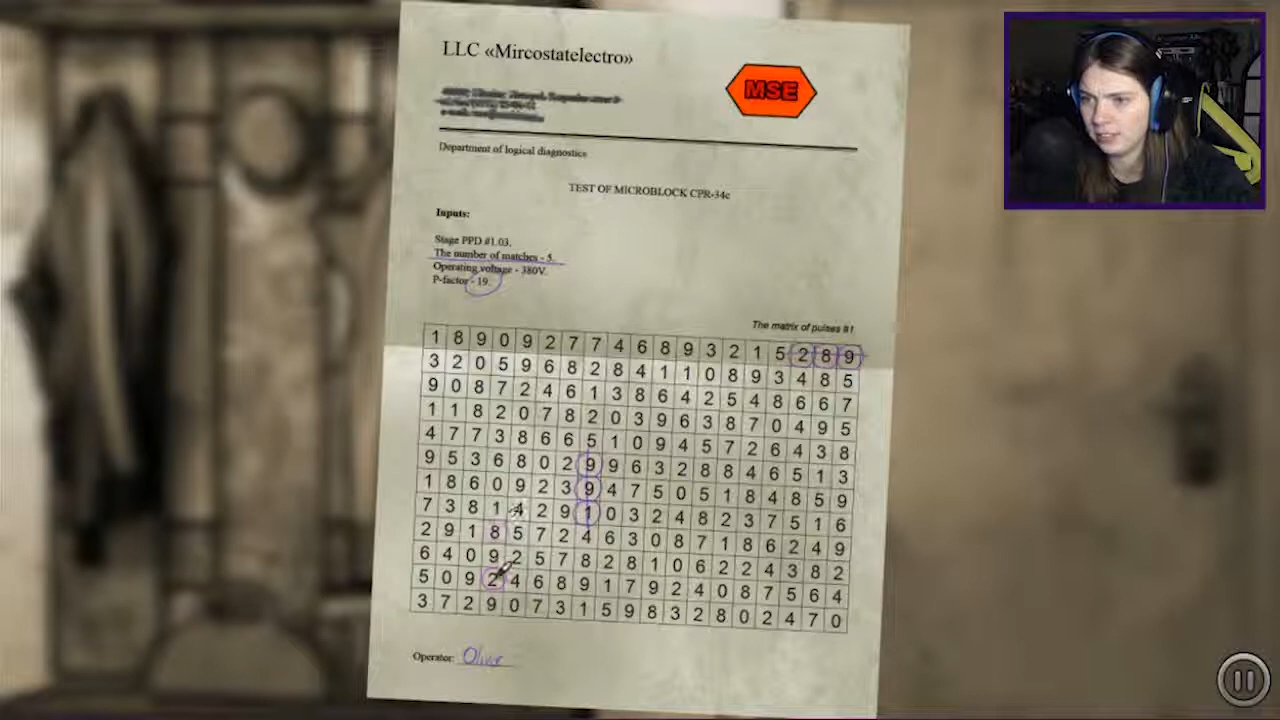 LLC «Mircostatelectro»
MSE
Department of logical diagnostics
TEST OF MICROBLOCK CPR-34c
Inputs:
Stage PPD #1.03.
The number of matches - 5.
Operating voltage - 380V.
P-factor - 19.
The matrix of pulses #1
1 8 9 0 9 2 7 7 4 6 8 9 3 2 1 5 2 8 9
3 2 0 5 9 6 8 2 8 4 1 1 0 8 9 3 4 8 5
9 0 8 7 2 4 6 1 3 8 6 4 2 5 4 8 6 6 7
1 1 8 2 0 7 8 2 0 3 9 6 3 8 7 0 4 9 5
4 7 7 3 8 6 6 5 1 0 9 4 5 7 2 6 4 3 8
9 5 3 6 8 0 2 9 9 6 3 2 8 8 4 6 5 1 3
1 8 6 0 9 2 3 9 4 7 5 0 5 1 8 4 8 5 9
7 3 8 1 4 2 9 1 0 3 2 4 8 2 3 7 5 1 6
2 9 1 8 5 7 2 4 6 3 0 8 7 1 8 6 2 4 9
6 4 0 9 2 5 7 8 2 8 1 0 6 2 2 4 3 8 2
5 0 9 2 4 6 8 9 1 7 9 2 4 0 8 7 5 6 4
3 7 2 9 0 7 3 1 5 9 8 3 2 8 0 2 4 7 0
Operator: